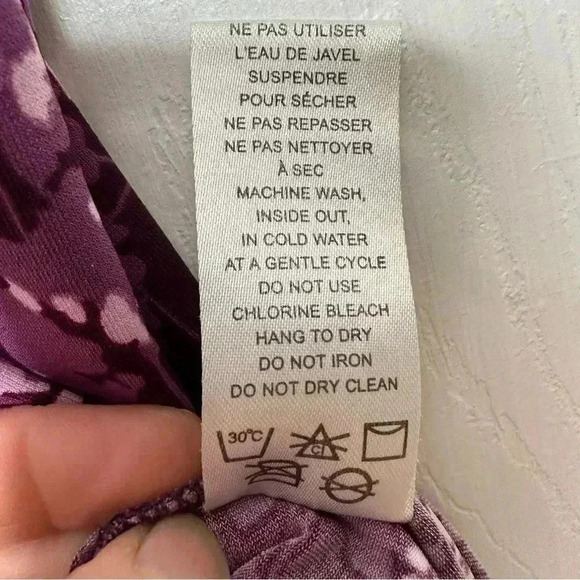 NE PAS UTILISER
L'EAU DE JAVEL
SUSPENDRE
POUR SÉCHER
NE PAS REPASSER
NE PAS NETTOYER
À SEC
MACHINE WASH,
INSIDE OUT,
IN COLD WATER
AT A GENTLE CYCLE
DO NOT USE
CHLORINE BLEACH
HANG TO DRY
DO NOT IRON
DO NOT DRY CLEAN
30°C
Cl